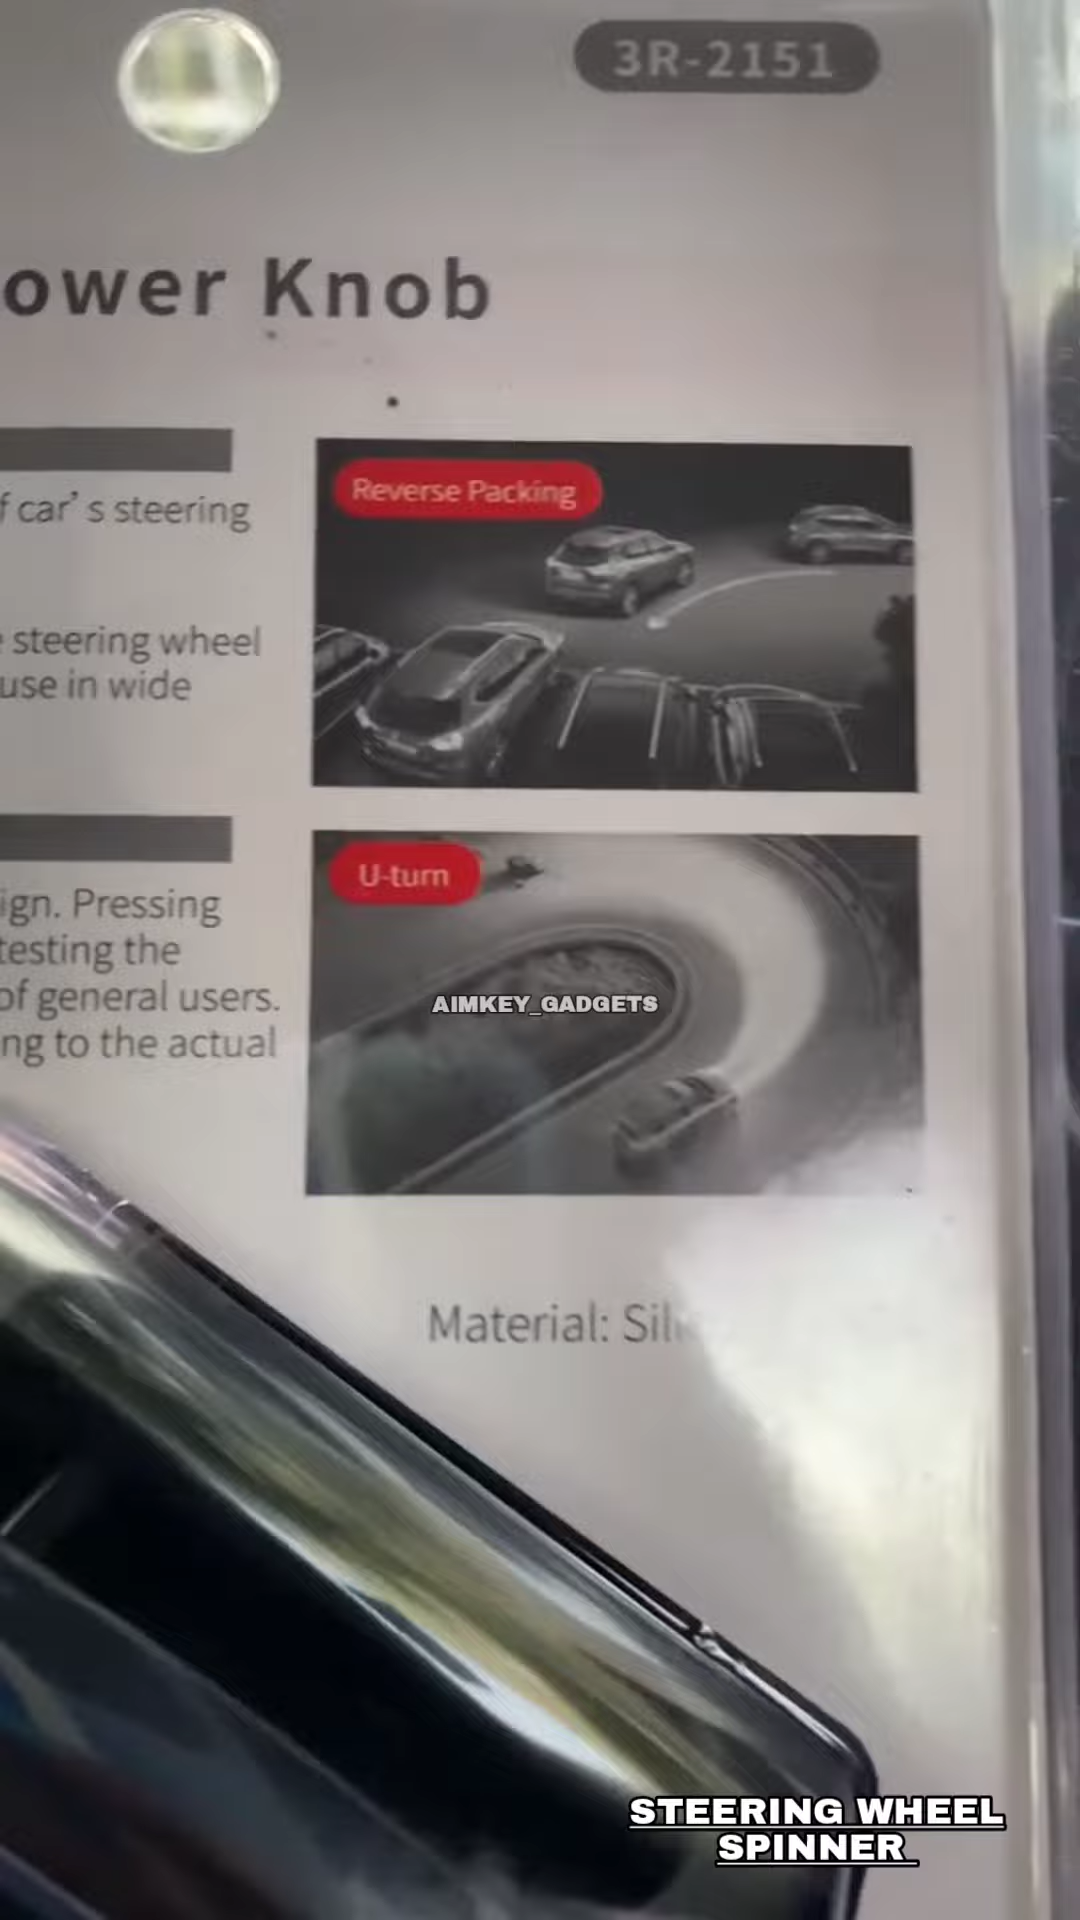 3R-2151
ower Knob
Reverse Packing
car's steering
steering wheel
use in wide
U-turn
ign. Pressing
testing the
of general users.
ng to the actual
AIMKEY_GADGETS
Material:
STEERING WHEEL
SPINNER